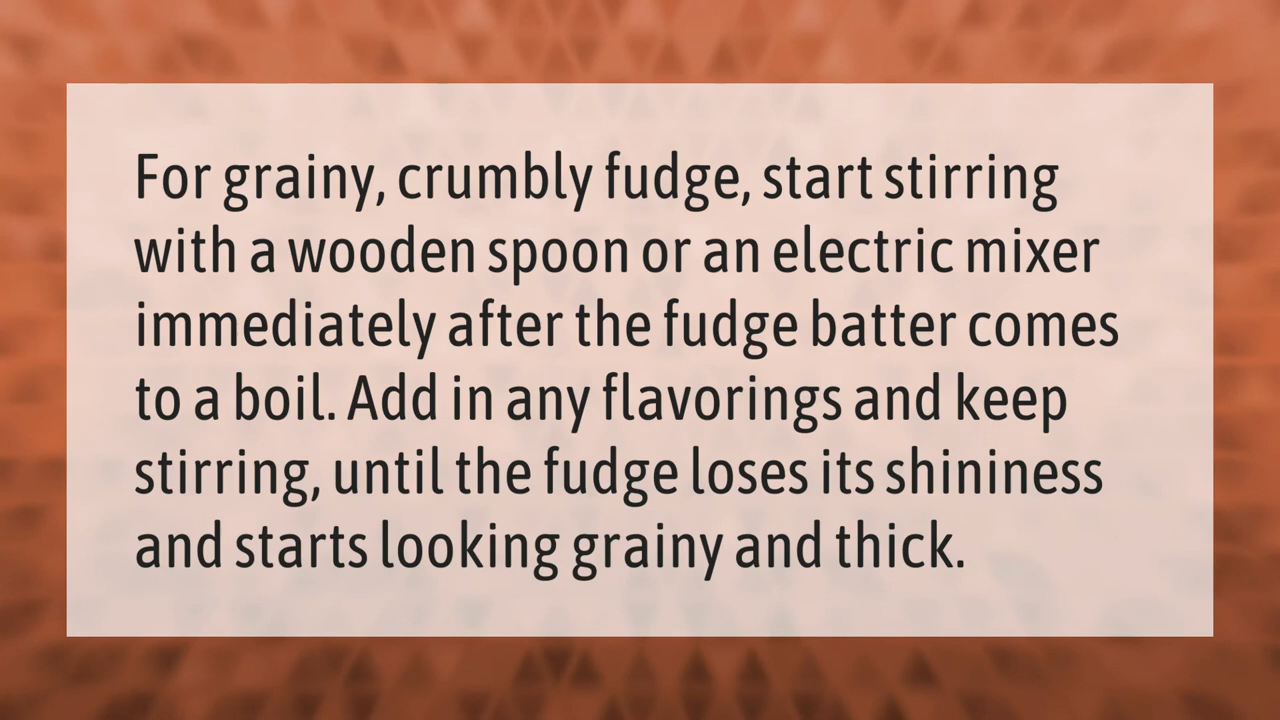 For grainy, crumbly fudge, start stirring
with a wooden spoon or an electric mixer
immediately after the fudge batter comes
to a boil. Add in any flavorings and keep
stirring, until the fudge loses its shininess
and starts looking grainy and thick.